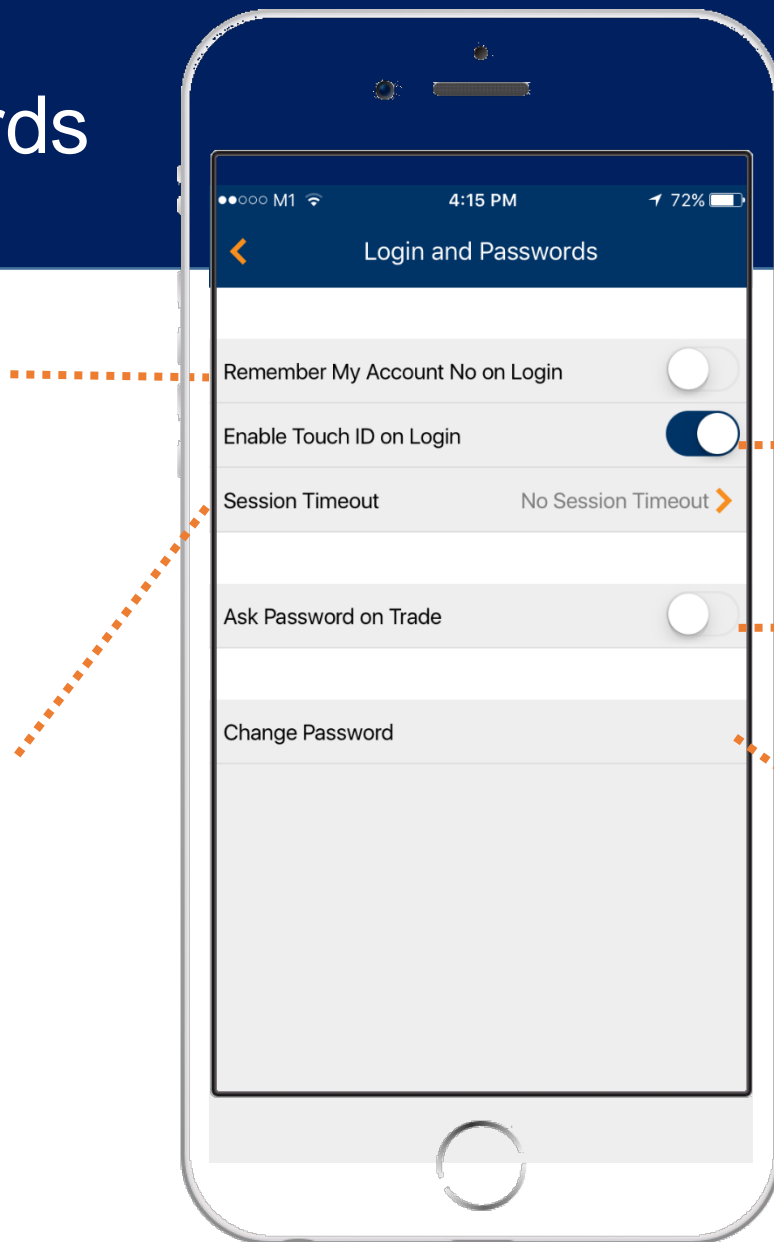 rds
●●○○○ M1 4:15 PM 72%
Login and Passwords
Remember My Account No on Login
Enable Touch ID on Login
Session Timeout No Session Timeout
Ask Password on Trade
Change Password